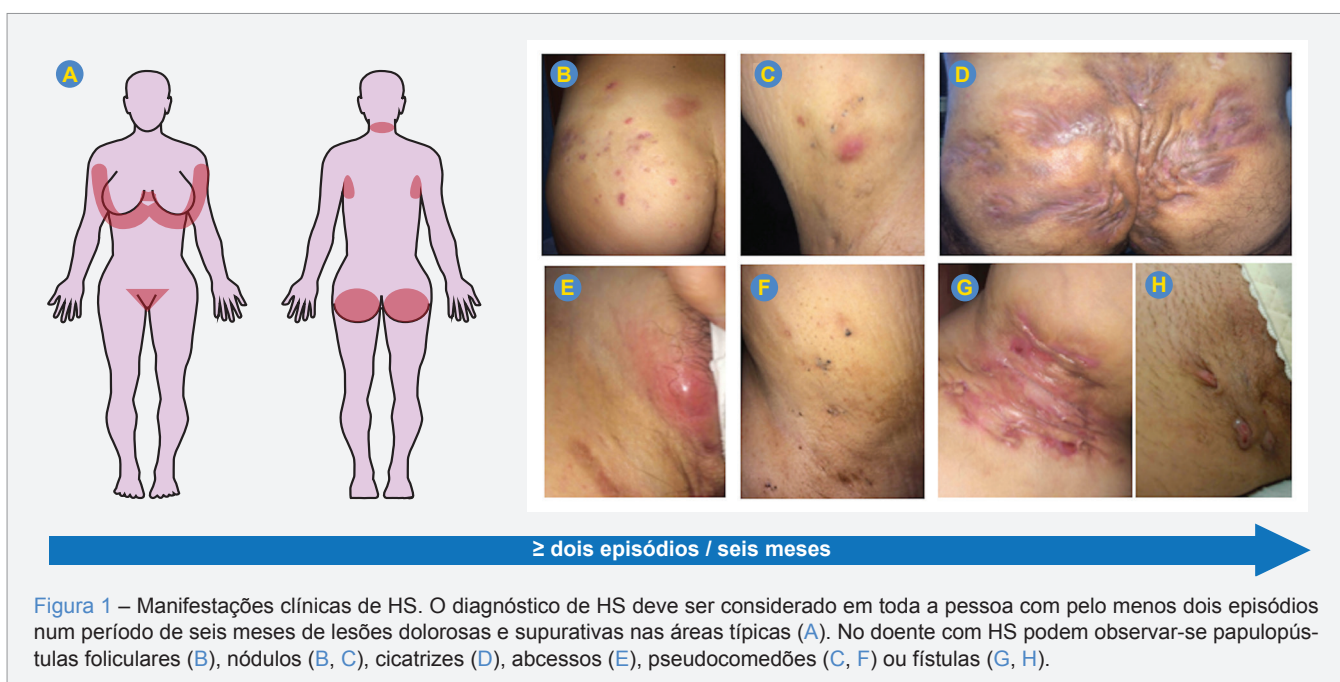 A
B
C
D
E
F
G
H
≥ dois episódios / seis meses
Figura 1 – Manifestações clínicas de HS. O diagnóstico de HS deve ser considerado em toda a pessoa com pelo menos dois episódios
num período de seis meses de lesões dolorosas e supurativas nas áreas típicas (A). No doente com HS podem observar-se papulopús-
tulas foliculares (B), nódulos (B, C), cicatrizes (D), abcessos (E), pseudocomedões (C, F) ou fístulas (G, H).